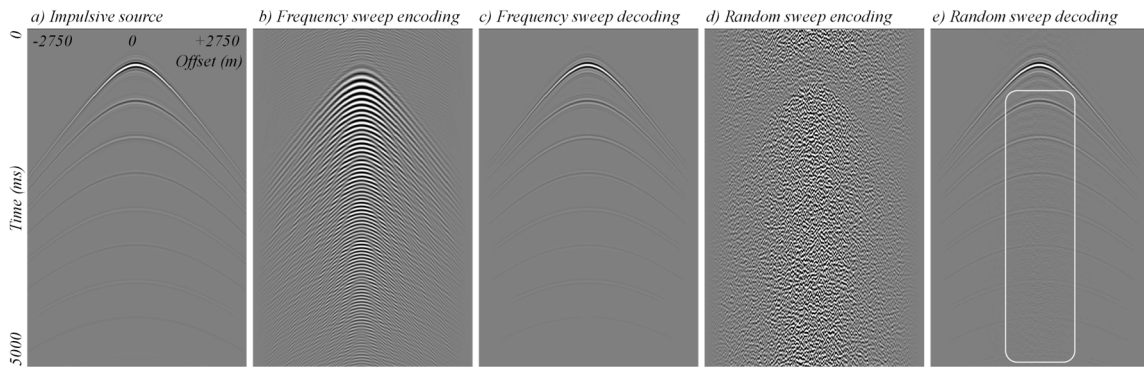 a) Impulsive source
b) Frequency sweep encoding
c) Frequency sweep decoding
d) Random sweep encoding
e) Random sweep decoding
0
-2750 0 +2750
Offset (m)
Time (ms)
5000